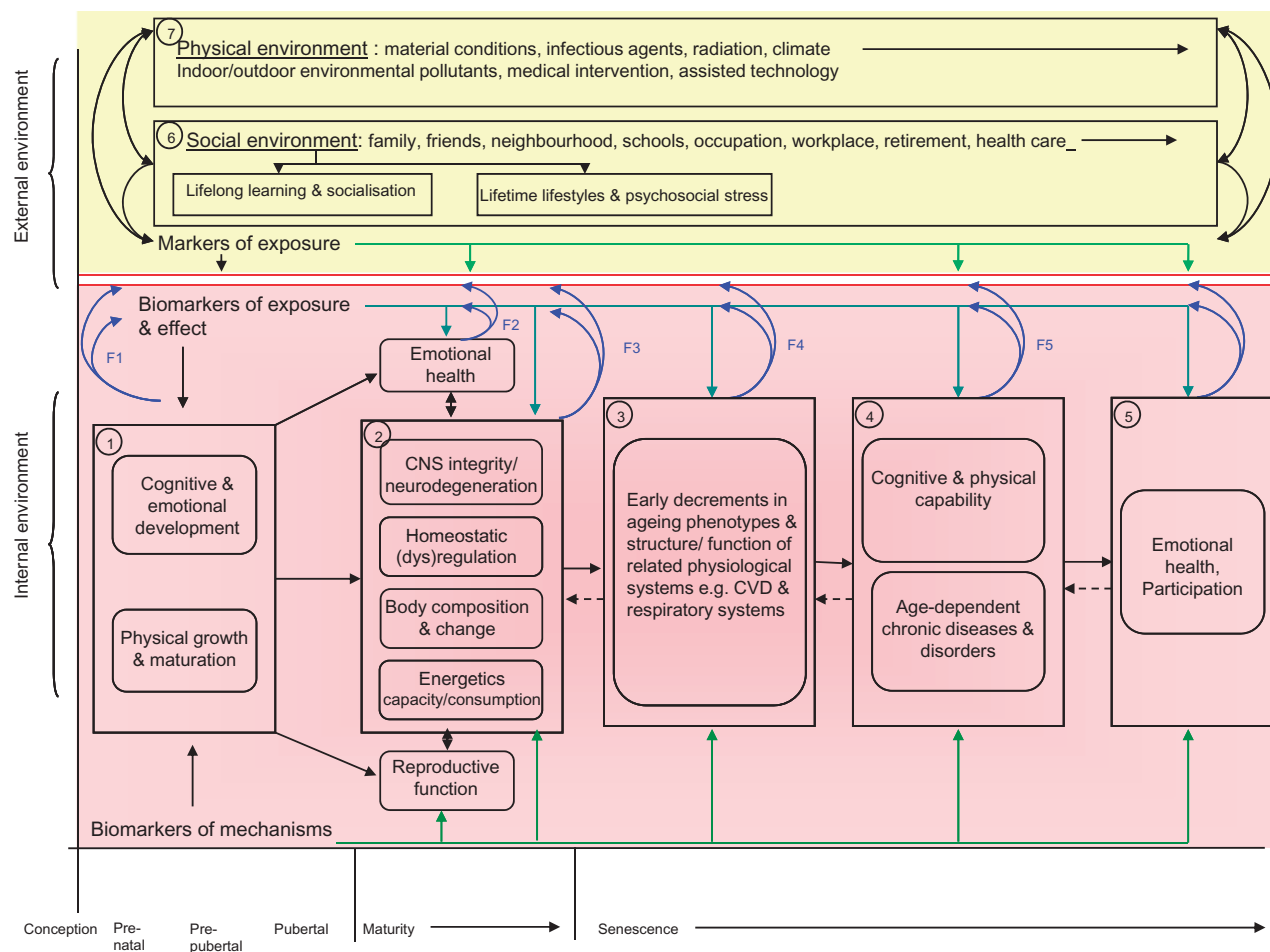 External environment
7
Physical environment : material conditions, infectious agents, radiation, climate
Indoor/outdoor environmental pollutants, medical intervention, assisted technology
6
Social environment: family, friends, neighbourhood, schools, occupation, workplace, retirement, health care_
Lifelong learning & socialisation
Lifetime lifestyles & psychosocial stress
Markers of exposure
Internal environment
Biomarkers of exposure
& effect
F1
F2
F3
F4
F5
Emotional
health
1
Cognitive &
emotional
development
Physical growth
& maturation
2
CNS integrity/
neurodegeneration
Homeostatic
(dys)regulation
Body composition
& change
Energetics
capacity/consumption
Reproductive
function
3
Early decrements in
ageing phenotypes &
structure/ function of
related physiological
systems e.g. CVD &
respiratory systems
4
Cognitive & physical
capability
Age-dependent
chronic diseases &
disorders
5
Emotional
health,
Participation
Biomarkers of mechanisms
Conception
Pre-
natal
Pre-
pubertal
Pubertal
Maturity
Senescence